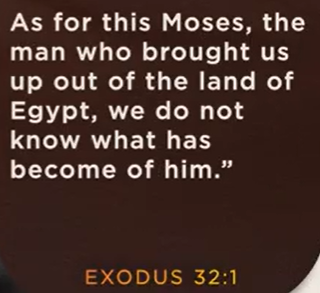 As for this Moses, the
man who brought us
up out of the land of
Egypt, we do not
know what has
become of him.”
EXODUS 32:1